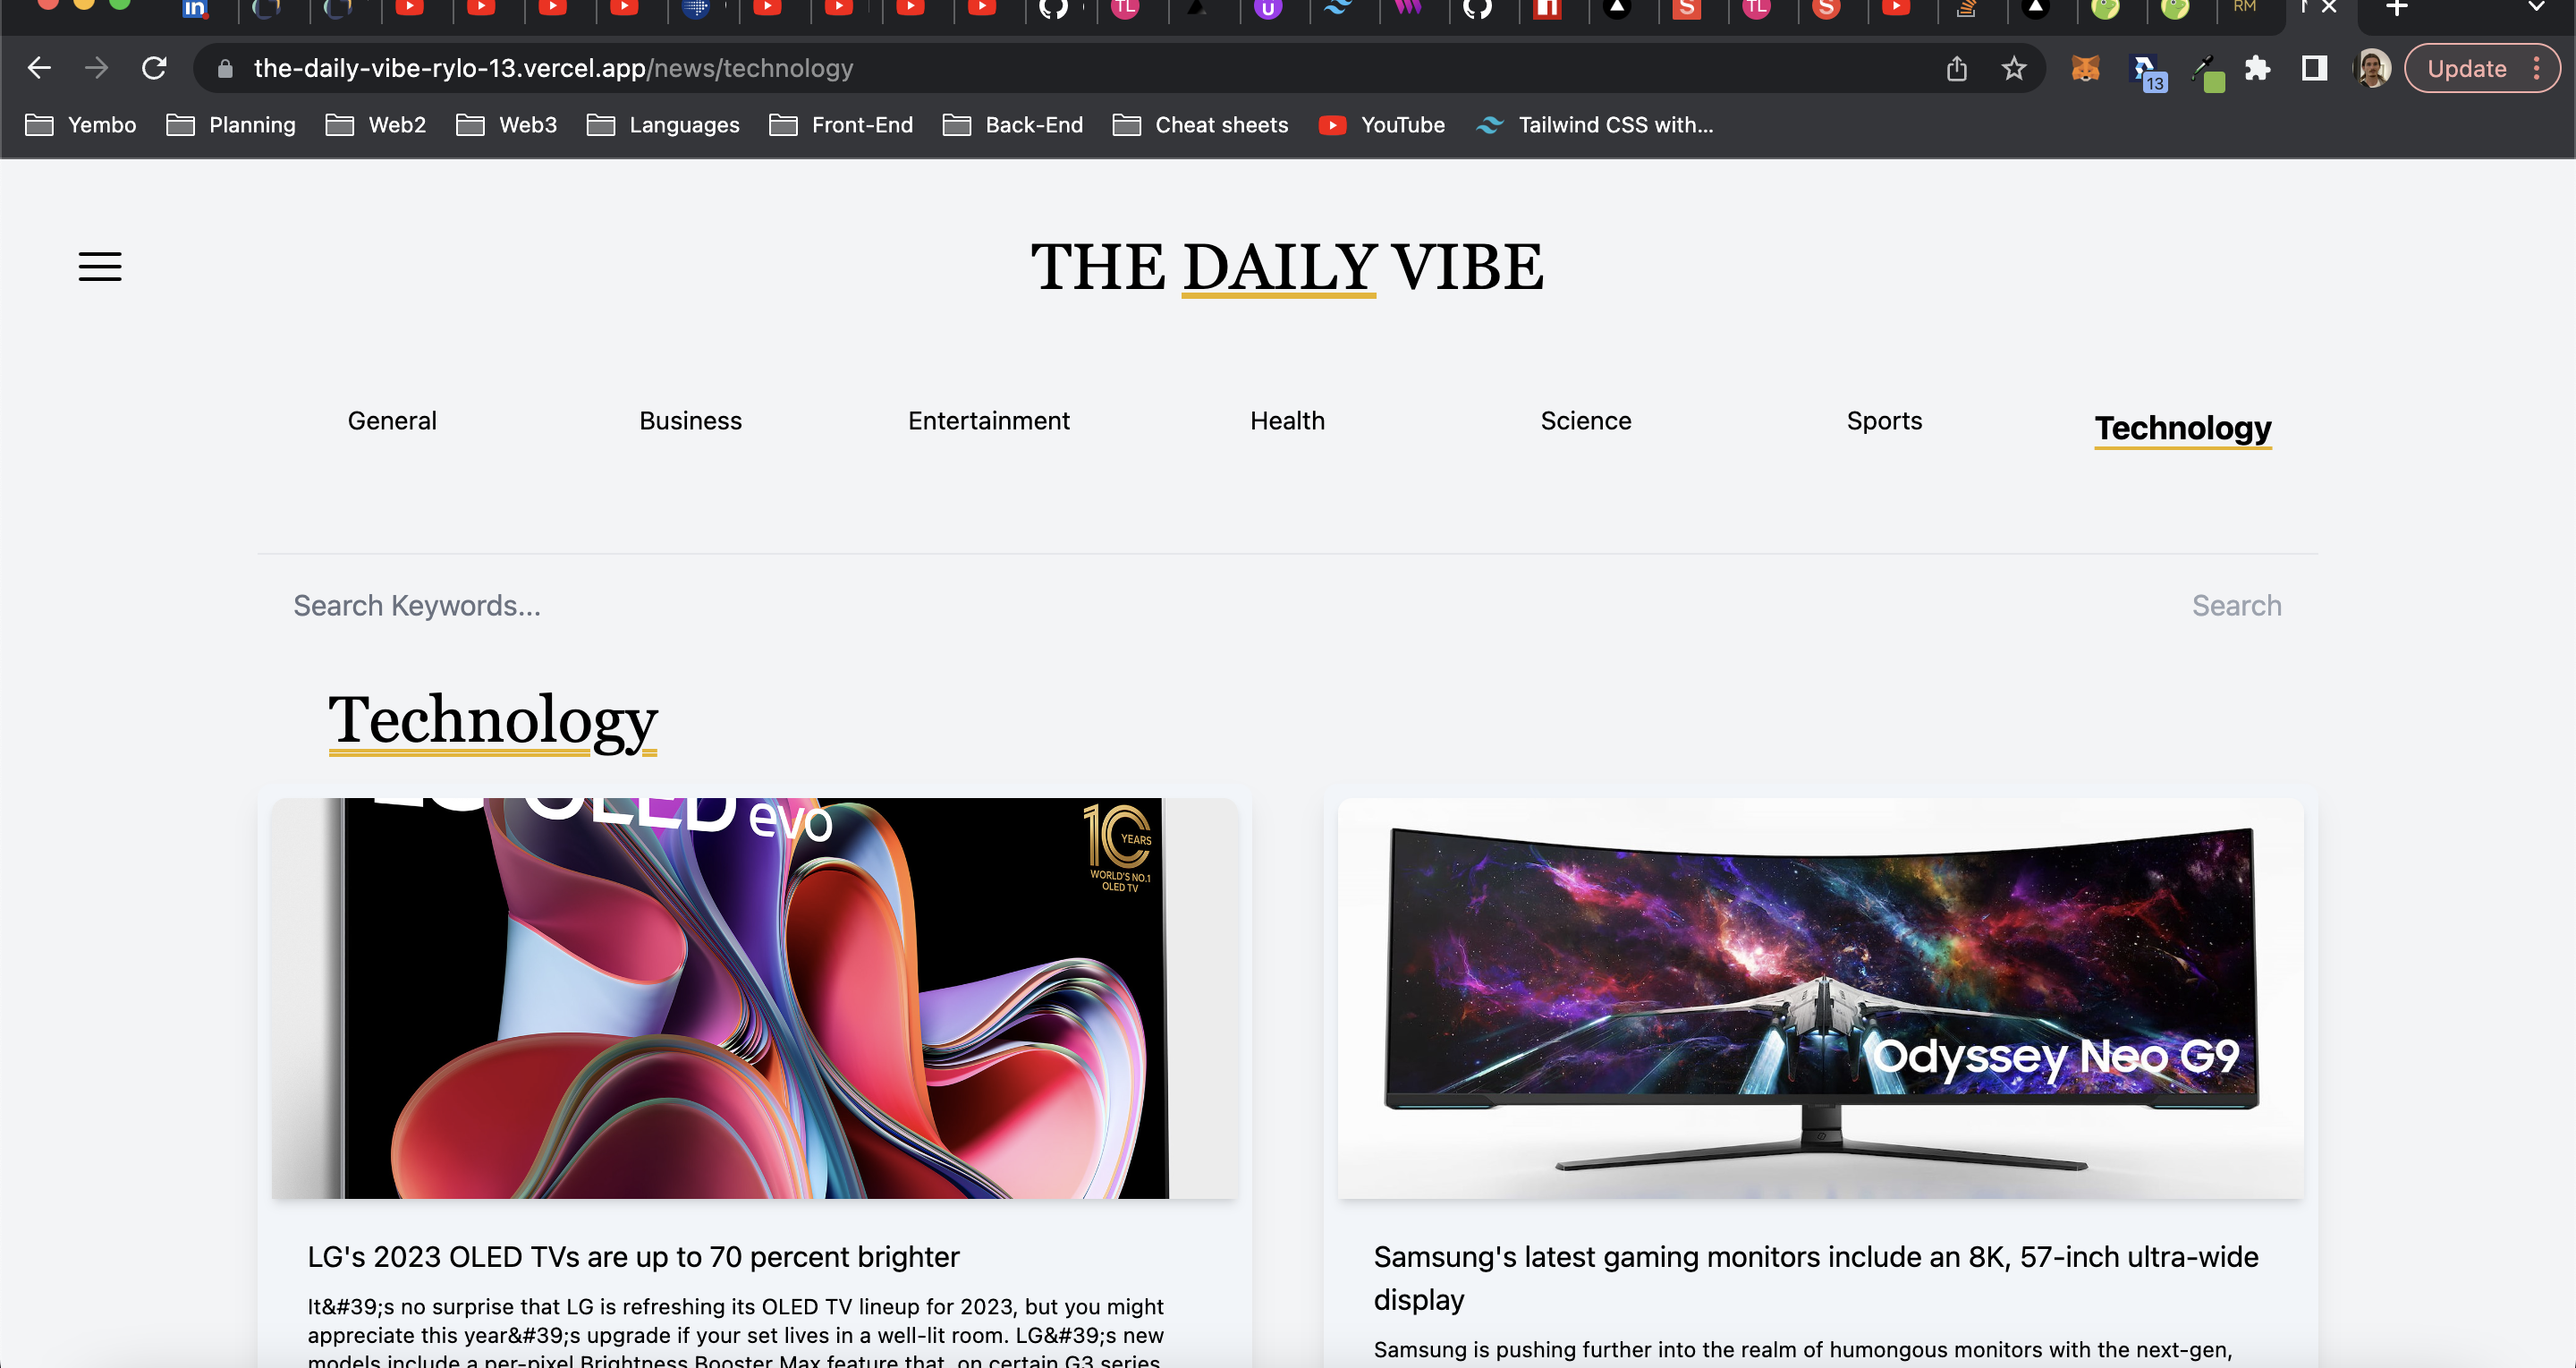 in
TL
TL
RM
the-daily-vibe-rylo-13.vercel.app/news/technology
13
Update
Yembo
Planning
Web2
Web3
Languages
Front-End
Back-End
Cheat sheets
YouTube
Tailwind CSS with...
THE DAILY VIBE
General
Business
Entertainment
Health
Science
Sports
Technology
Search Keywords...
Search
Technology
LG OLED evo
10
YEARS
WORLD'S NO.1
OLED TV
Odyssey Neo G9
LG's 2023 OLED TVs are up to 70 percent brighter
It&#39;s no surprise that LG is refreshing its OLED TV lineup for 2023, but you might
appreciate this year&#39;s upgrade if your set lives in a well-lit room. LG&#39;s new
models include a per-pixel Brightness Booster Max feature that, on certain G3 series
Samsung's latest gaming monitors include an 8K, 57-inch ultra-wide
display
Samsung is pushing further into the realm of humongous monitors with the next-gen,